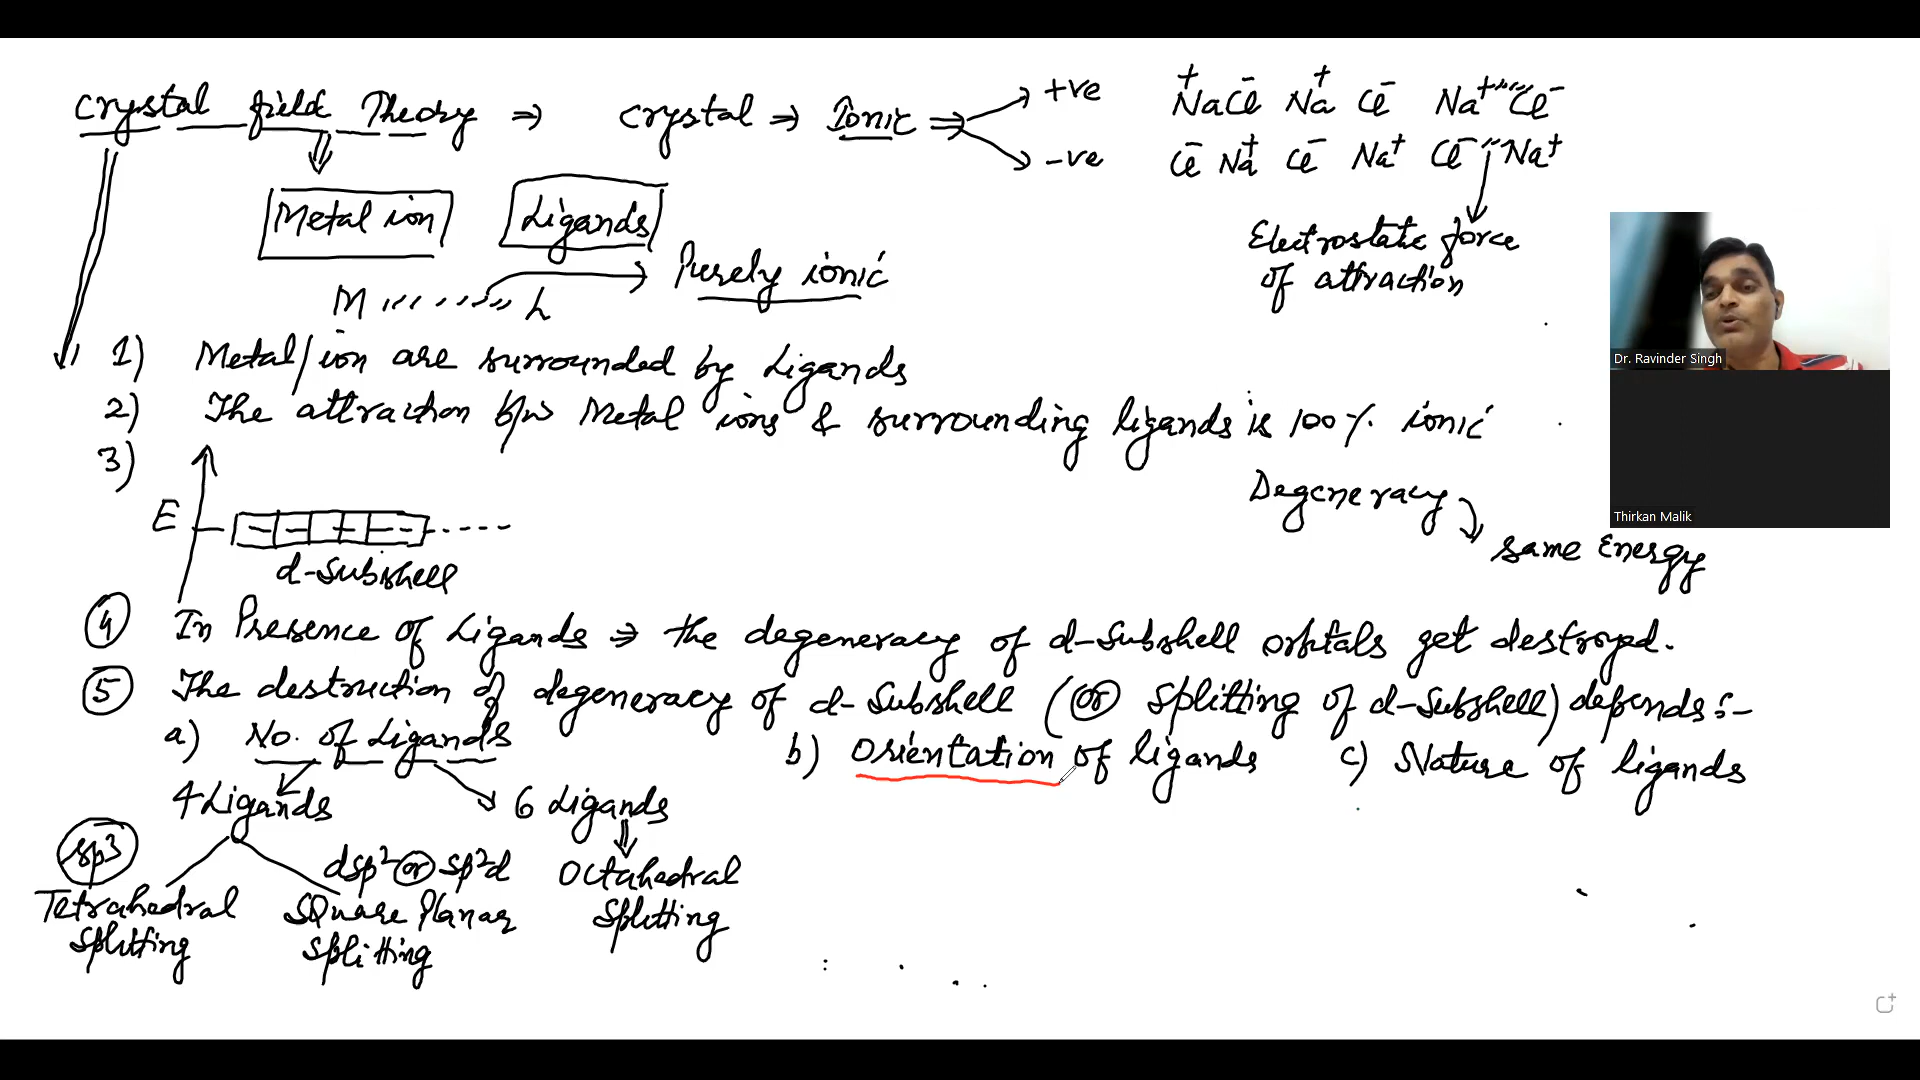 Crystal field Theory ⇒ crystal ⇒ Ionic ⇒ +ve
-ve
Na⁺Cl⁻ Na⁺ Cl⁻ Na⁺ Cl⁻
Cl⁻ Na⁺ Cl⁻ Na⁺ Cl⁻ Na⁺
Electrostatic force
of attraction
Metal ion Ligands
M L Purely ionic
1) Metal/ion are surrounded by Ligands
2) The attraction b/w Metal ions & surrounding ligands is 100% ionic
3)
E
d-Subshell
Degeneracy
same Energy
4 In Presence of Ligands ⇒ the degeneracy of d-Subshell orbitals get destroyed.
5 The destruction of degeneracy of d-Subshell (or splitting of d-Subshell) depends:-
a) No. of Ligands b) Orientation of ligands c) Nature of ligands
4 Ligands 6 Ligands
sp3 dsp² or sp²d Octahedral
Splitting
Tetrahedral
Splitting
SQuare Planar
Splitting
Dr. Ravinder Singh
Thirkan Malik